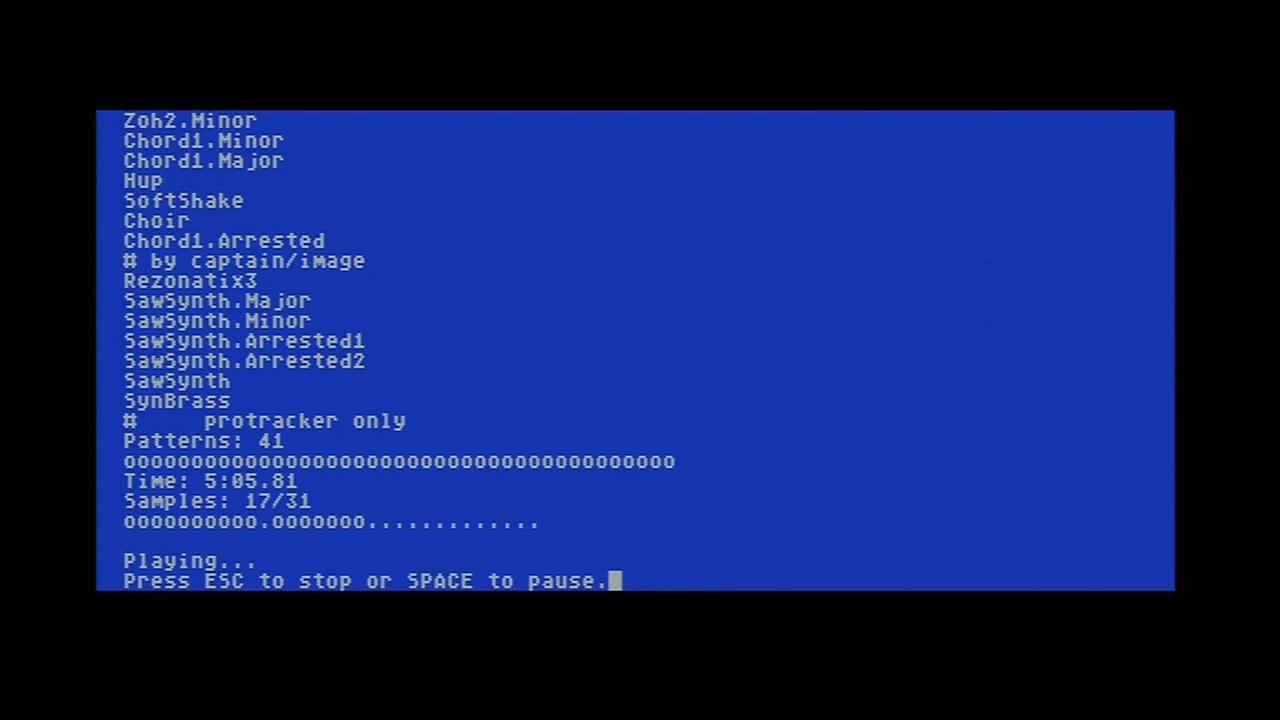 Zoh2.Minor
Chord1.Minor
Chord1.Major
Hup
SoftShake
Choir
Chord1.Arrested
# by captain/image
Rezonatix3
SawSynth.Major
SawSynth.Minor
SawSynth.Arrested1
SawSynth.Arrested2
SawSynth
SynBrass
#     protracker only
Patterns: 41
ooooooooooooooooooooooooooooooooooooooooo
Time: 5:05.81
Samples: 17/31
oooooooooo.ooooooo.............
Playing...
Press ESC to stop or SPACE to pause.